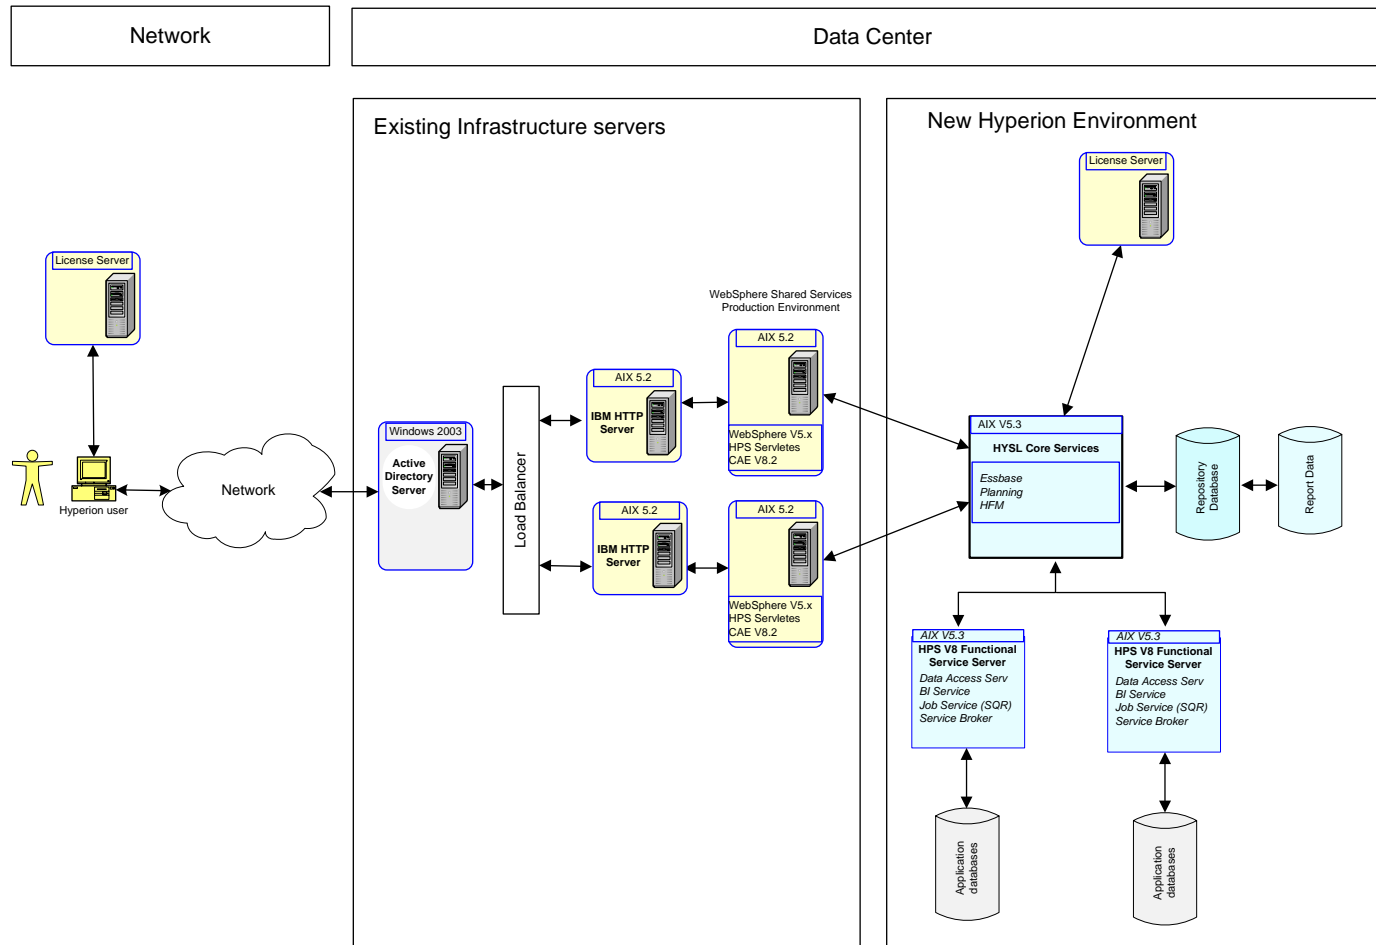 Network
Data Center
Existing Infrastructure servers
New Hyperion Environment
License Server
License Server
Hyperion user
Network
Windows 2003
Active
Directory
Server
Load Balancer
AIX 5.2
IBM HTTP
Server
AIX 5.2
IBM HTTP
Server
WebSphere Shared Services
Production Environment
AIX 5.2
WebSphere V5.x
HPS Servletes
CAE V8.2
AIX 5.2
WebSphere V5.x
HPS Servletes
CAE V8.2
AIX V5.3
HYSL Core Services
Essbase
Planning
HFM
Repository
Database
Report Data
AIX V5.3
HPS V8 Functional
Service Server
Data Access Serv
BI Service
Job Service (SQR)
Service Broker
AIX V5.3
HPS V8 Functional
Service Server
Data Access Serv
BI Service
Job Service (SQR)
Service Broker
Application
databases
Application
databases